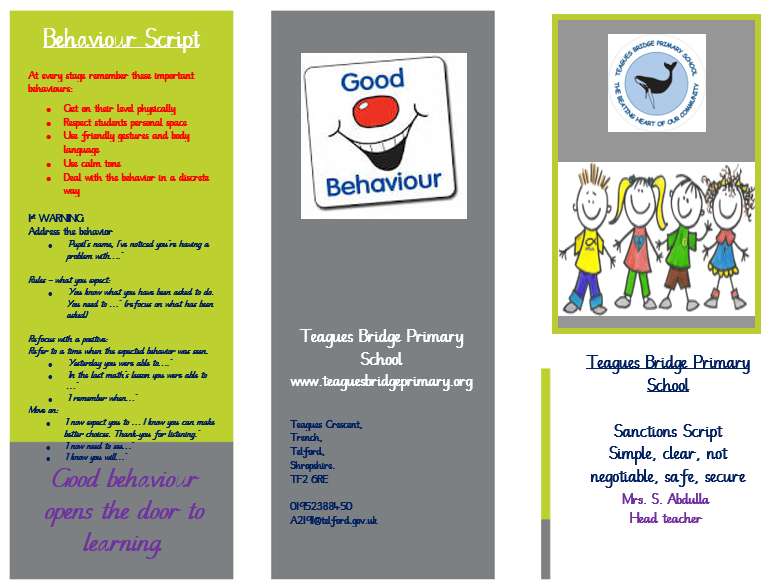 Behaviour Script
At every stage remember these important
behaviours:
• Get on their level physically
• Respect students personal space
• Use friendly gestures and body
language
• Use calm tone
• Deal with the behavior in a discrete
way
1st WARNING
Address the behavior
• "Pupil's name, I've noticed you're having a
problem with...."
Rules – what you expect:
• "You know what you have been asked to do.
You need to ..." (refocus on what has been
asked)
Refocus with a positive:
Refer to a time when the expected behavior was seen.
• "Yesterday you were able to...."
• "In the last math's lesson you were able to
..."
• "I remember when..."
Move on:
• "I now expect you to ... I know you can make
better choices. Thank-you for listening."
• "I now need to see..."
• "I know you will..."
Good behaviour
opens the door to
learning
Good
Behaviour
Teagues Bridge Primary
School
www.teaguesbridgeprimary.org
Teagues Crescent,
Trench,
Telford,
Shropshire.
TF2 6RE
01952388450
A2191@telford.gov.uk
TEAGUES BRIDGE PRIMARY SCHOOL
THE BEATING HEART OF OUR COMMUNITY
Teagues Bridge Primary
School
Sanctions Script
Simple, clear, not
negotiable, safe, secure
Mrs. S. Abdulla
Head teacher